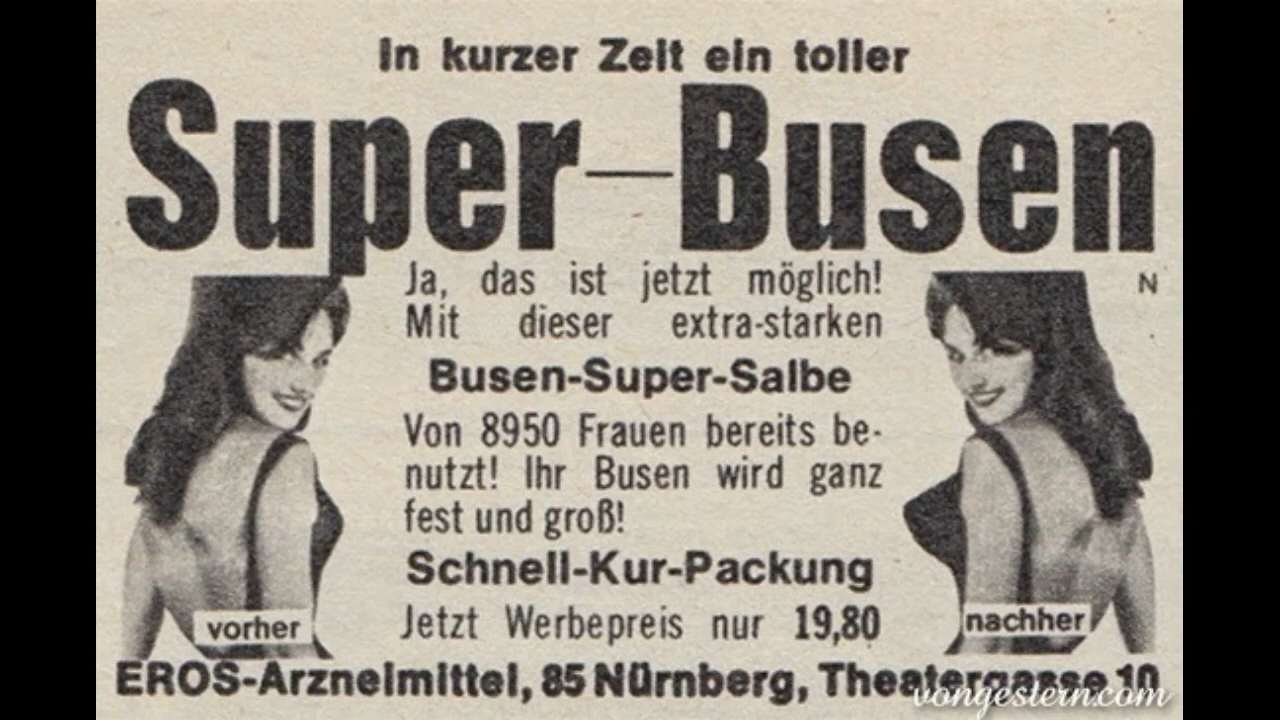 In kurzer Zeit ein toller
Super-Busen
Ja, das ist jetzt möglich!
N
Mit dieser extra-starken
Busen-Super-Salbe
Von 8950 Frauen bereits be-
nutzt! Ihr Busen wird ganz
fest und groß!
Schnell-Kur-Packung
Jetzt Werbepreis nur 19,80
vorher
nachher
EROS-Arzneimittel, 85 Nürnberg, Theatergasse 10
vongestern.com